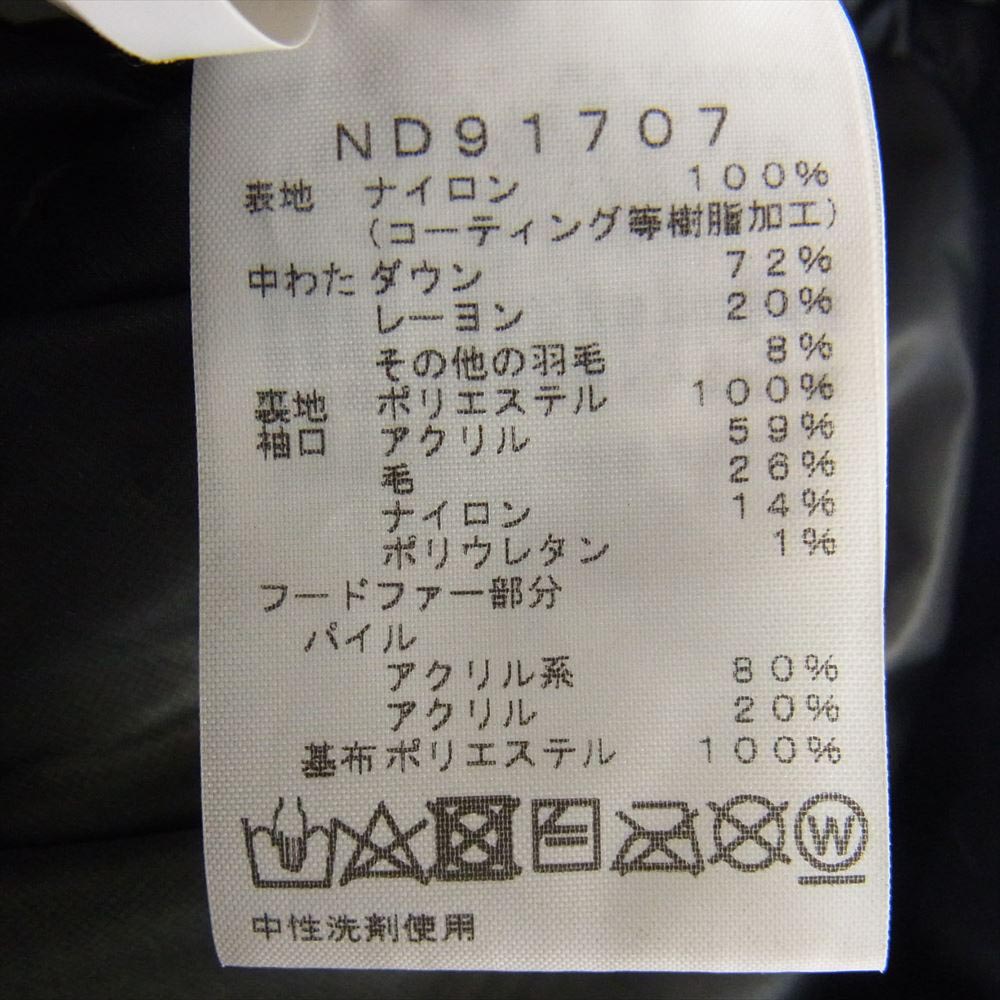 ND91707
表地 ナイロン 100%
(コーティング等樹脂加工)
中わた ダウン 72%
レーヨン 20%
その他の羽毛 8%
裏地 ポリエステル 100%
袖口 アクリル 59%
毛 26%
ナイロン 14%
ポリウレタン 1%
フードファー部分
パイル
アクリル系 80%
アクリル 20%
基布 ポリエステル 100%
W
中性洗剤使用